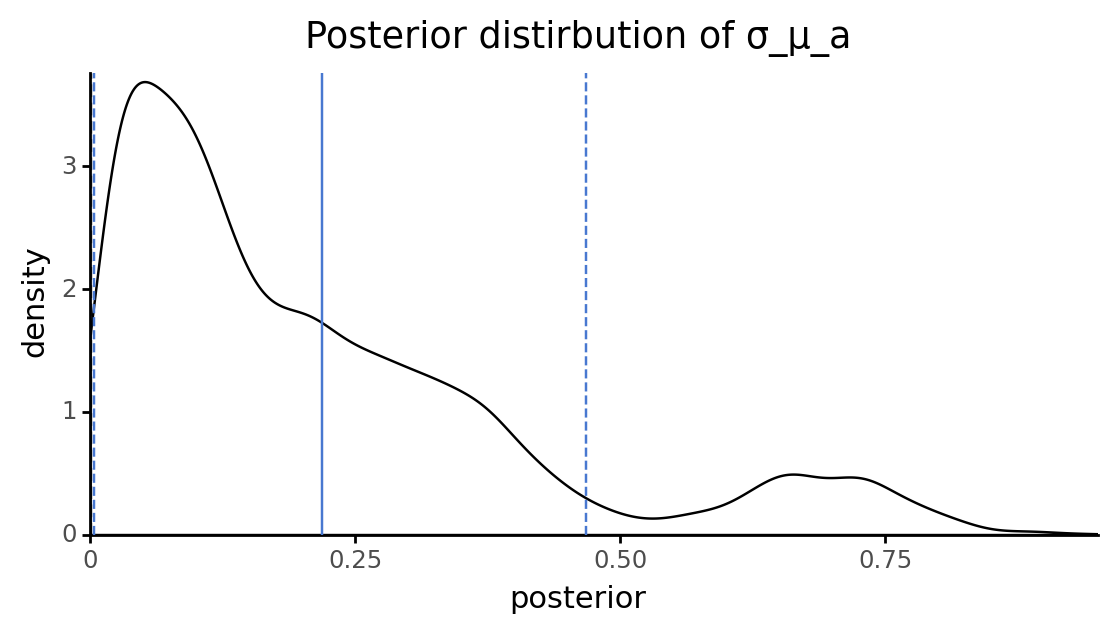 Posterior distirbution of σ_μ_a
density
3
2
1
0
0 0.25 0.50 0.75
posterior